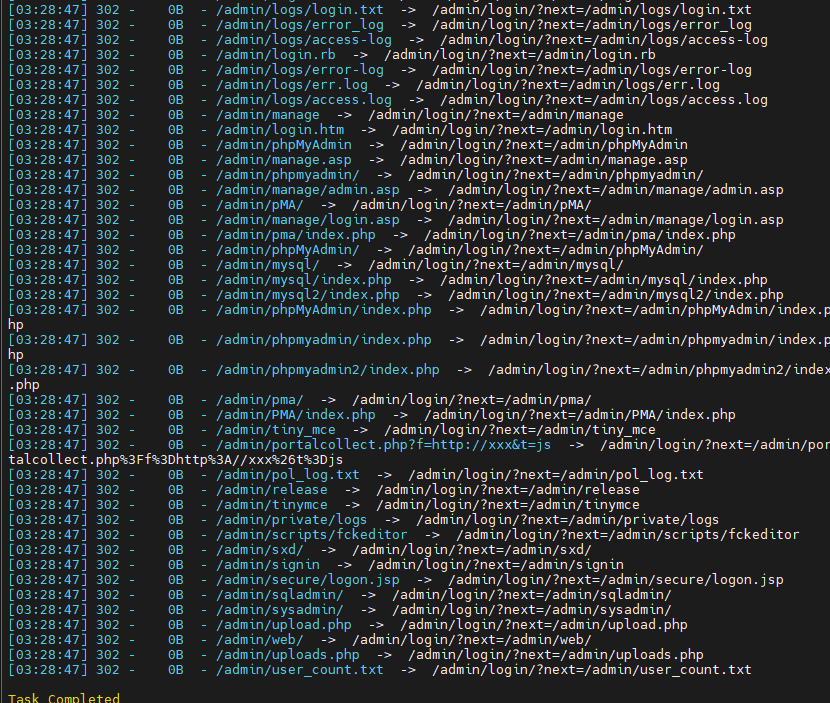 [03:28:47] 302 -    0B  - /admin/logs/login.txt  ->  /admin/login/?next=/admin/logs/login.txt
[03:28:47] 302 -    0B  - /admin/logs/error_log  ->  /admin/login/?next=/admin/logs/error_log
[03:28:47] 302 -    0B  - /admin/logs/access-log  ->  /admin/login/?next=/admin/logs/access-log
[03:28:47] 302 -    0B  - /admin/login.rb  ->  /admin/login/?next=/admin/login.rb
[03:28:47] 302 -    0B  - /admin/logs/error-log  ->  /admin/login/?next=/admin/logs/error-log
[03:28:47] 302 -    0B  - /admin/logs/err.log  ->  /admin/login/?next=/admin/logs/err.log
[03:28:47] 302 -    0B  - /admin/logs/access.log  ->  /admin/login/?next=/admin/logs/access.log
[03:28:47] 302 -    0B  - /admin/manage  ->  /admin/login/?next=/admin/manage
[03:28:47] 302 -    0B  - /admin/login.htm  ->  /admin/login/?next=/admin/login.htm
[03:28:47] 302 -    0B  - /admin/phpMyAdmin  ->  /admin/login/?next=/admin/phpMyAdmin
[03:28:47] 302 -    0B  - /admin/manage.asp  ->  /admin/login/?next=/admin/manage.asp
[03:28:47] 302 -    0B  - /admin/phpmyadmin/  ->  /admin/login/?next=/admin/phpmyadmin/
[03:28:47] 302 -    0B  - /admin/manage/admin.asp  ->  /admin/login/?next=/admin/manage/admin.asp
[03:28:47] 302 -    0B  - /admin/pMA/  ->  /admin/login/?next=/admin/pMA/
[03:28:47] 302 -    0B  - /admin/manage/login.asp  ->  /admin/login/?next=/admin/manage/login.asp
[03:28:47] 302 -    0B  - /admin/pma/index.php  ->  /admin/login/?next=/admin/pma/index.php
[03:28:47] 302 -    0B  - /admin/phpMyAdmin/  ->  /admin/login/?next=/admin/phpMyAdmin/
[03:28:47] 302 -    0B  - /admin/mysql/  ->  /admin/login/?next=/admin/mysql/
[03:28:47] 302 -    0B  - /admin/mysql/index.php  ->  /admin/login/?next=/admin/mysql/index.php
[03:28:47] 302 -    0B  - /admin/mysql2/index.php  ->  /admin/login/?next=/admin/mysql2/index.php
[03:28:47] 302 -    0B  - /admin/phpMyAdmin/index.php  ->  /admin/login/?next=/admin/phpMyAdmin/index.p
hp
[03:28:47] 302 -    0B  - /admin/phpmyadmin/index.php  ->  /admin/login/?next=/admin/phpmyadmin/index.p
hp
[03:28:47] 302 -    0B  - /admin/phpmyadmin2/index.php  ->  /admin/login/?next=/admin/phpmyadmin2/index
.php
[03:28:47] 302 -    0B  - /admin/pma/  ->  /admin/login/?next=/admin/pma/
[03:28:47] 302 -    0B  - /admin/PMA/index.php  ->  /admin/login/?next=/admin/PMA/index.php
[03:28:47] 302 -    0B  - /admin/tiny_mce  ->  /admin/login/?next=/admin/tiny_mce
[03:28:47] 302 -    0B  - /admin/portalcollect.php?f=http://xxx&t=js  ->  /admin/login/?next=/admin/por
talcollect.php%3Ff%3Dhttp%3A//xxx%26t%3Djs
[03:28:47] 302 -    0B  - /admin/pol_log.txt  ->  /admin/login/?next=/admin/pol_log.txt
[03:28:47] 302 -    0B  - /admin/release  ->  /admin/login/?next=/admin/release
[03:28:47] 302 -    0B  - /admin/tinymce  ->  /admin/login/?next=/admin/tinymce
[03:28:47] 302 -    0B  - /admin/private/logs  ->  /admin/login/?next=/admin/private/logs
[03:28:47] 302 -    0B  - /admin/scripts/fckeditor  ->  /admin/login/?next=/admin/scripts/fckeditor
[03:28:47] 302 -    0B  - /admin/sxd/  ->  /admin/login/?next=/admin/sxd/
[03:28:47] 302 -    0B  - /admin/signin  ->  /admin/login/?next=/admin/signin
[03:28:47] 302 -    0B  - /admin/secure/logon.jsp  ->  /admin/login/?next=/admin/secure/logon.jsp
[03:28:47] 302 -    0B  - /admin/sqladmin/  ->  /admin/login/?next=/admin/sqladmin/
[03:28:47] 302 -    0B  - /admin/sysadmin/  ->  /admin/login/?next=/admin/sysadmin/
[03:28:47] 302 -    0B  - /admin/upload.php  ->  /admin/login/?next=/admin/upload.php
[03:28:47] 302 -    0B  - /admin/web/  ->  /admin/login/?next=/admin/web/
[03:28:47] 302 -    0B  - /admin/uploads.php  ->  /admin/login/?next=/admin/uploads.php
[03:28:47] 302 -    0B  - /admin/user_count.txt  ->  /admin/login/?next=/admin/user_count.txt
Task Completed